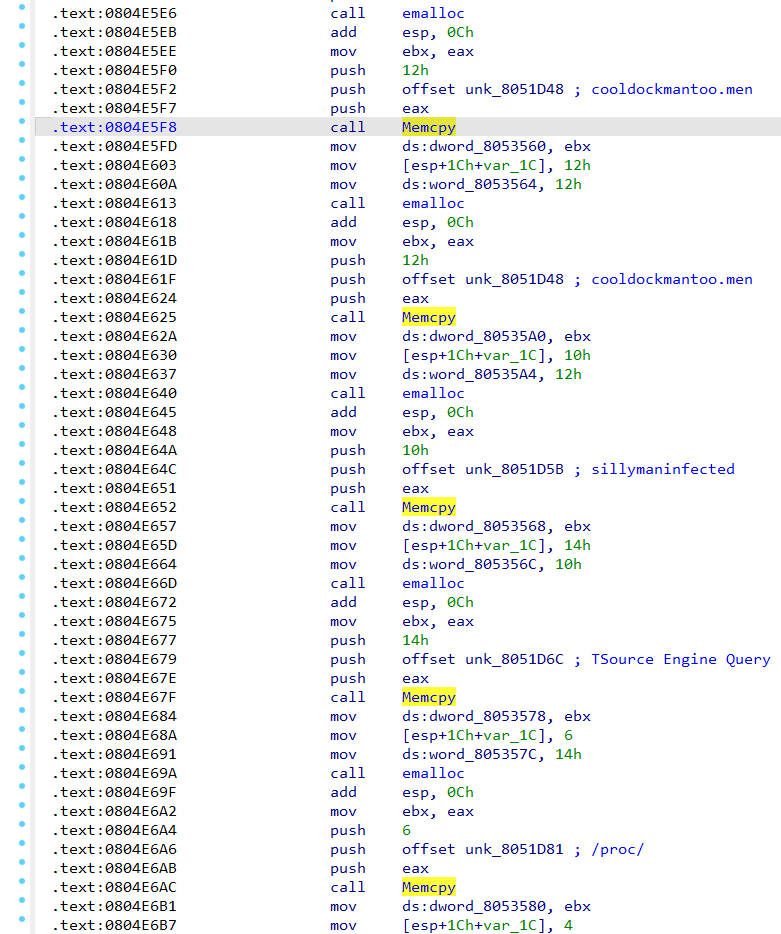 .text:0804E5E6 call emalloc
.text:0804E5EB add esp, 0Ch
.text:0804E5EE mov ebx, eax
.text:0804E5F0 push 12h
.text:0804E5F2 push offset unk_8051D48 ; cooldockmantoo.men
.text:0804E5F7 push eax
.text:0804E5F8 call Memcpy
.text:0804E5FD mov ds:dword_8053560, ebx
.text:0804E603 mov [esp+1Ch+var_1C], 12h
.text:0804E60A mov ds:word_8053564, 12h
.text:0804E613 call emalloc
.text:0804E618 add esp, 0Ch
.text:0804E61B mov ebx, eax
.text:0804E61D push 12h
.text:0804E61F push offset unk_8051D48 ; cooldockmantoo.men
.text:0804E624 push eax
.text:0804E625 call Memcpy
.text:0804E62A mov ds:dword_80535A0, ebx
.text:0804E630 mov [esp+1Ch+var_1C], 10h
.text:0804E637 mov ds:word_80535A4, 12h
.text:0804E640 call emalloc
.text:0804E645 add esp, 0Ch
.text:0804E648 mov ebx, eax
.text:0804E64A push 10h
.text:0804E64C push offset unk_8051D5B ; sillymaninfected
.text:0804E651 push eax
.text:0804E652 call Memcpy
.text:0804E657 mov ds:dword_8053568, ebx
.text:0804E65D mov [esp+1Ch+var_1C], 14h
.text:0804E664 mov ds:word_805356C, 10h
.text:0804E66D call emalloc
.text:0804E672 add esp, 0Ch
.text:0804E675 mov ebx, eax
.text:0804E677 push 14h
.text:0804E679 push offset unk_8051D6C ; TSource Engine Query
.text:0804E67E push eax
.text:0804E67F call Memcpy
.text:0804E684 mov ds:dword_8053578, ebx
.text:0804E68A mov [esp+1Ch+var_1C], 6
.text:0804E691 mov ds:word_805357C, 14h
.text:0804E69A call emalloc
.text:0804E69F add esp, 0Ch
.text:0804E6A2 mov ebx, eax
.text:0804E6A4 push 6
.text:0804E6A6 push offset unk_8051D81 ; /proc/
.text:0804E6AB push eax
.text:0804E6AC call Memcpy
.text:0804E6B1 mov ds:dword_8053580, ebx
.text:0804E6B7 mov [esp+1Ch+var_1C], 4